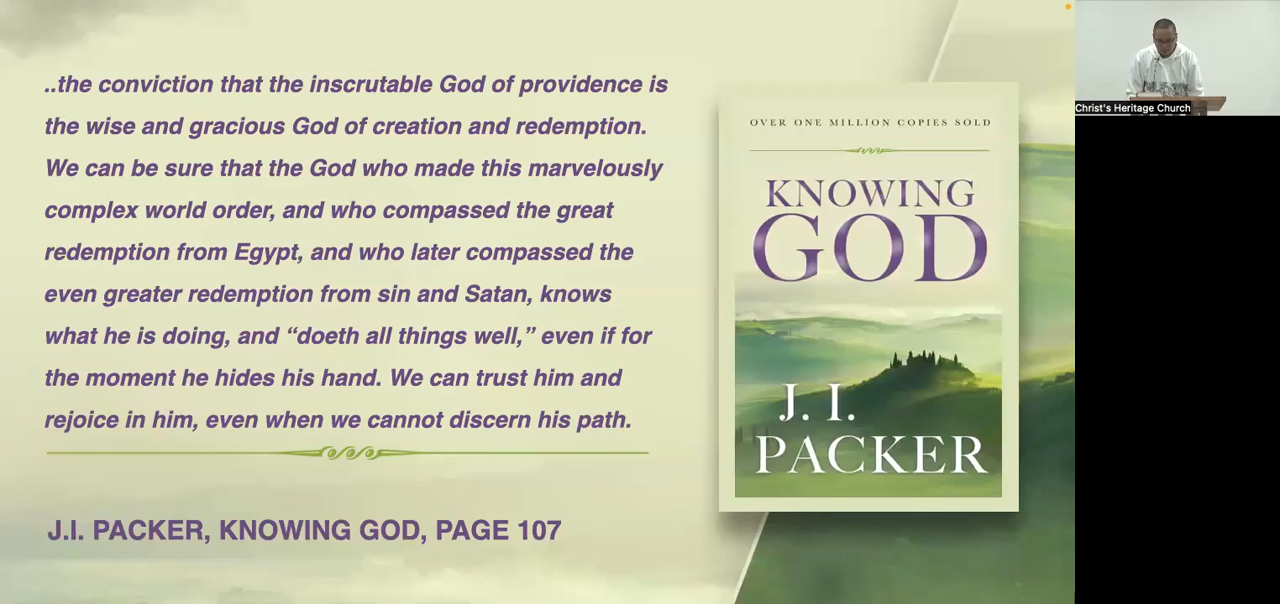 ..the conviction that the inscrutable God of providence is
the wise and gracious God of creation and redemption.
We can be sure that the God who made this marvelously
complex world order, and who compassed the great
redemption from Egypt, and who later compassed the
even greater redemption from sin and Satan, knows
what he is doing, and “doeth all things well,” even if for
the moment he hides his hand. We can trust him and
rejoice in him, even when we cannot discern his path.
J.I. PACKER, KNOWING GOD, PAGE 107
OVER ONE MILLION COPIES SOLD
KNOWING
GOD
J. I.
PACKER
Christ's Heritage Church